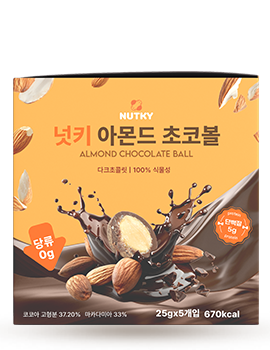 NUTKY
넛키 아몬드 초코볼
ALMOND CHOCOLATE BALL
다크초콜릿 | 100% 식물성
단백질
5g
당류
0g
코코아 고형분 37.20% 마카다미아 33%
25gx5개입 670kcal